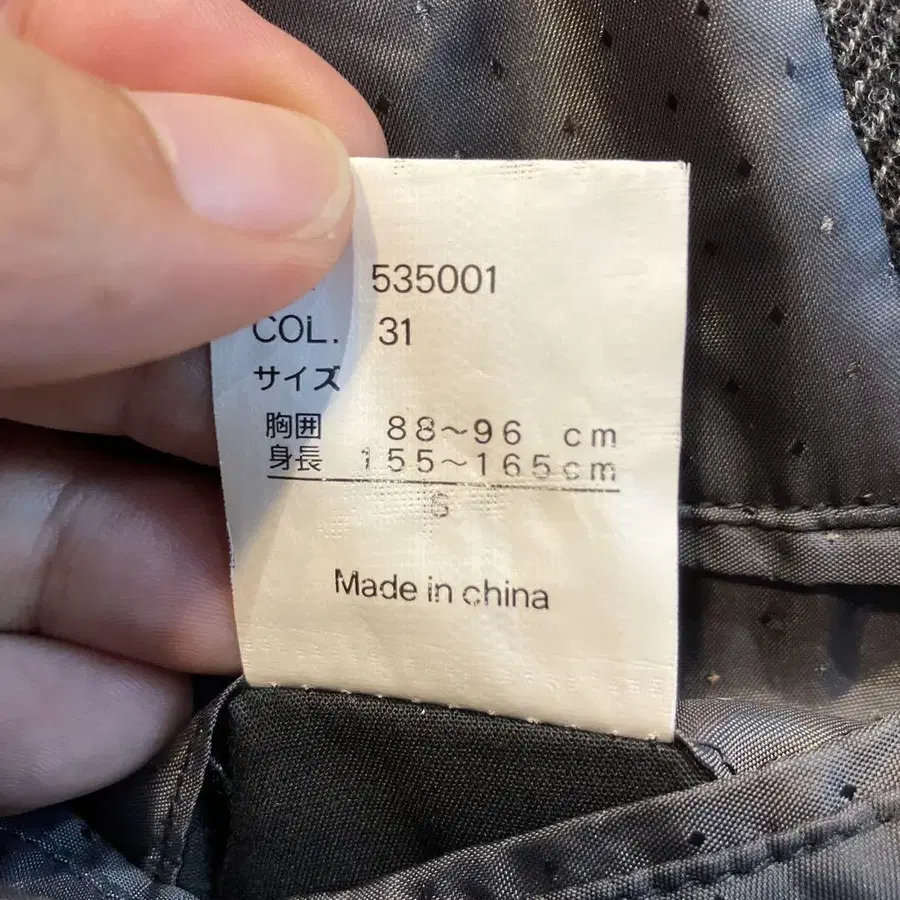 535001
COL. 31
サイズ
胸囲 88～96 cm
身長 155～165cm
S
Made in china